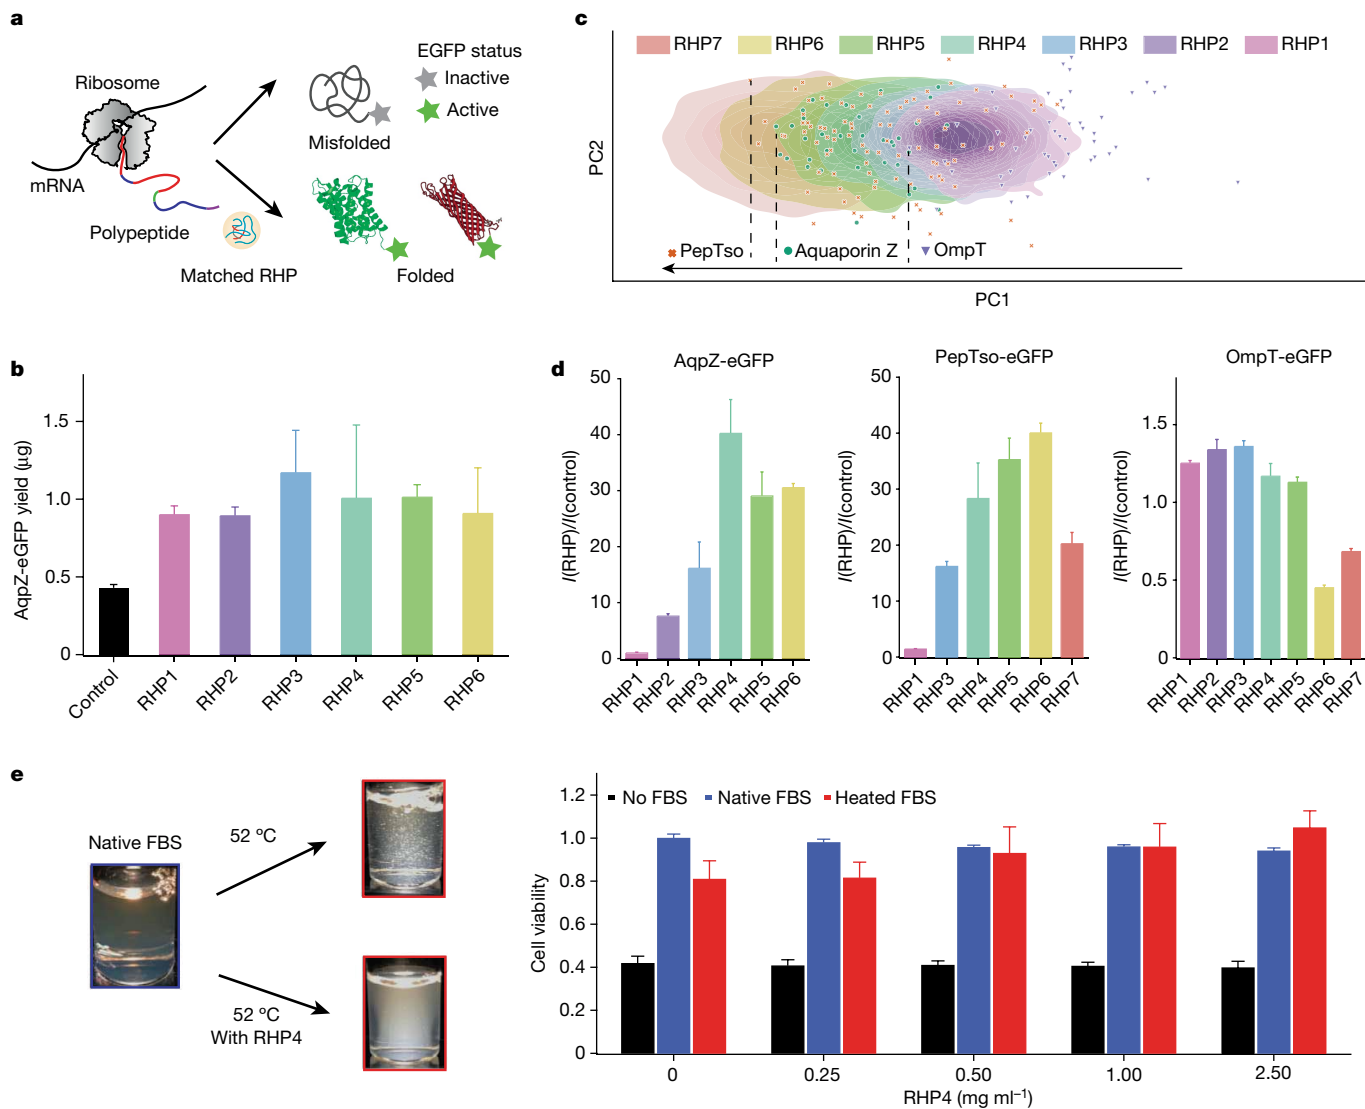 a
Ribosome
mRNA
Polypeptide
Matched RHP
Misfolded
Folded
EGFP status
Inactive
Active
c
RHP7 RHP6 RHP5 RHP4 RHP3 RHP2 RHP1
PC2
PepTso Aquaporin Z OmpT
PC1
b
AqpZ-eGFP yield (μg)
1.5
1.0
0.5
0
Control RHP1 RHP2 RHP3 RHP4 RHP5 RHP6
d
AqpZ-eGFP
I(RHP)/I(control)
50
40
30
20
10
0
RHP1 RHP2 RHP3 RHP4 RHP5 RHP6
PepTso-eGFP
I(RHP)/I(control)
50
40
30
20
10
0
RHP1 RHP3 RHP4 RHP5 RHP6 RHP7
OmpT-eGFP
I(RHP)/I(control)
1.5
1.0
0.5
0
RHP1 RHP2 RHP3 RHP4 RHP5 RHP6 RHP7
e
Native FBS
52 ºC
52 ºC
With RHP4
No FBS Native FBS Heated FBS
Cell viability
1.2
1.0
0.8
0.6
0.4
0.2
0
0 0.25 0.50 1.00 2.50
RHP4 (mg ml⁻¹)